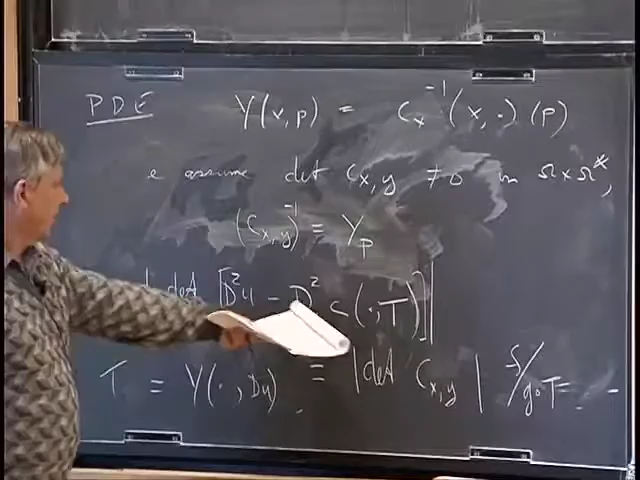 PDE Y(x,p) = c_x^{-1}(x,·)(p)
e assume det c_{x,y} ≠ 0 in Ω×Ω*,
(c_{x,y})^{-1} = Y_p
|det [D²u - D²c(·,T)]|
T = Y(·,Du), = |det c_{x,y}| f/g∘T